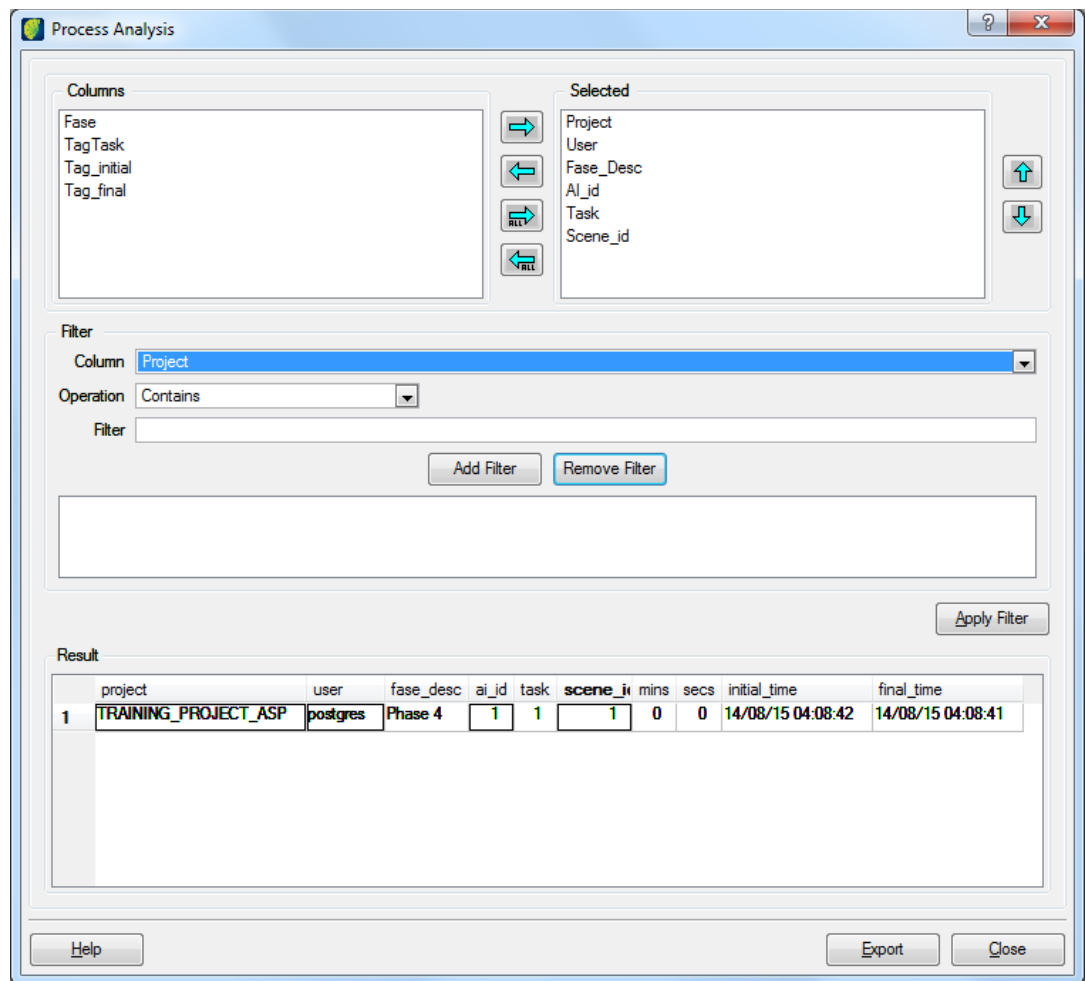 Process Analysis
Columns
Selected
Fase
TagTask
Tag_initial
Tag_final
ALL
ALL
Project
User
Fase_Desc
AI_id
Task
Scene_id
Filter
Column Project
Operation Contains
Filter
Add Filter Remove Filter
Apply Filter
Result
project user fase_desc ai_id task scene_id mins secs initial_time final_time
1 TRAINING_PROJECT_ASP postgres Phase 4 1 1 1 0 0 14/08/15 04:08:42 14/08/15 04:08:41
Help Export Close